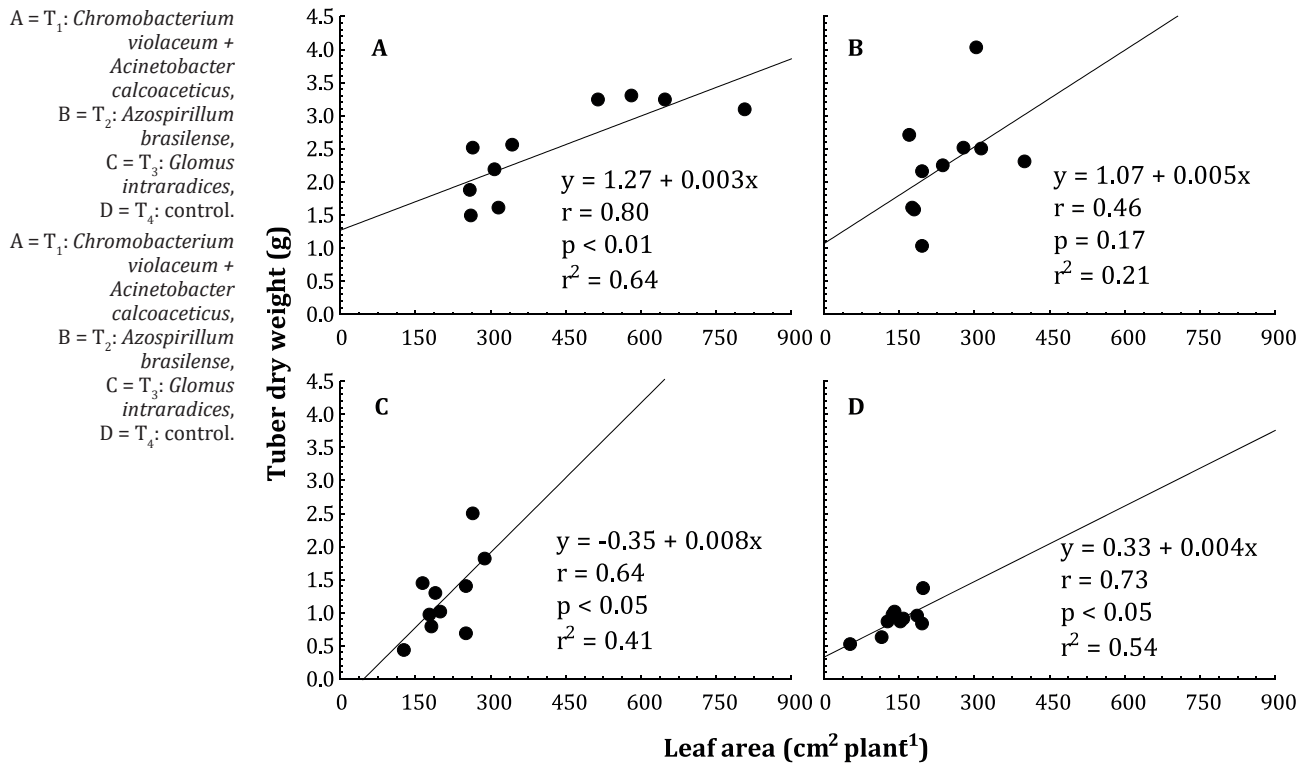 A = T₁: Chromobacterium
violaceum +
Acinetobacter
calcoaceticus,
B = T₂: Azospirillum
brasilense,
C = T₃: Glomus
intraradices,
D = T₄: control.
A = T₁: Chromobacterium
violaceum +
Acinetobacter
calcoaceticus,
B = T₂: Azospirillum
brasilense,
C = T₃: Glomus
intraradices,
D = T₄: control.
Tuber dry weight (g)
A
4.5
4.0
3.5
3.0
2.5
2.0
1.5
1.0
0.5
0.0
y = 1.27 + 0.003x
r = 0.80
p < 0.01
r² = 0.64
0 150 300 450 600 750 900
B
y = 1.07 + 0.005x
r = 0.46
p = 0.17
r² = 0.21
0 150 300 450 600 750 900
C
4.5
4.0
3.5
3.0
2.5
2.0
1.5
1.0
0.5
0.0
y = -0.35 + 0.008x
r = 0.64
p < 0.05
r² = 0.41
0 150 300 450 600 750 900
D
y = 0.33 + 0.004x
r = 0.73
p < 0.05
r² = 0.54
0 150 300 450 600 750 900
Leaf area (cm² plant⁻¹)